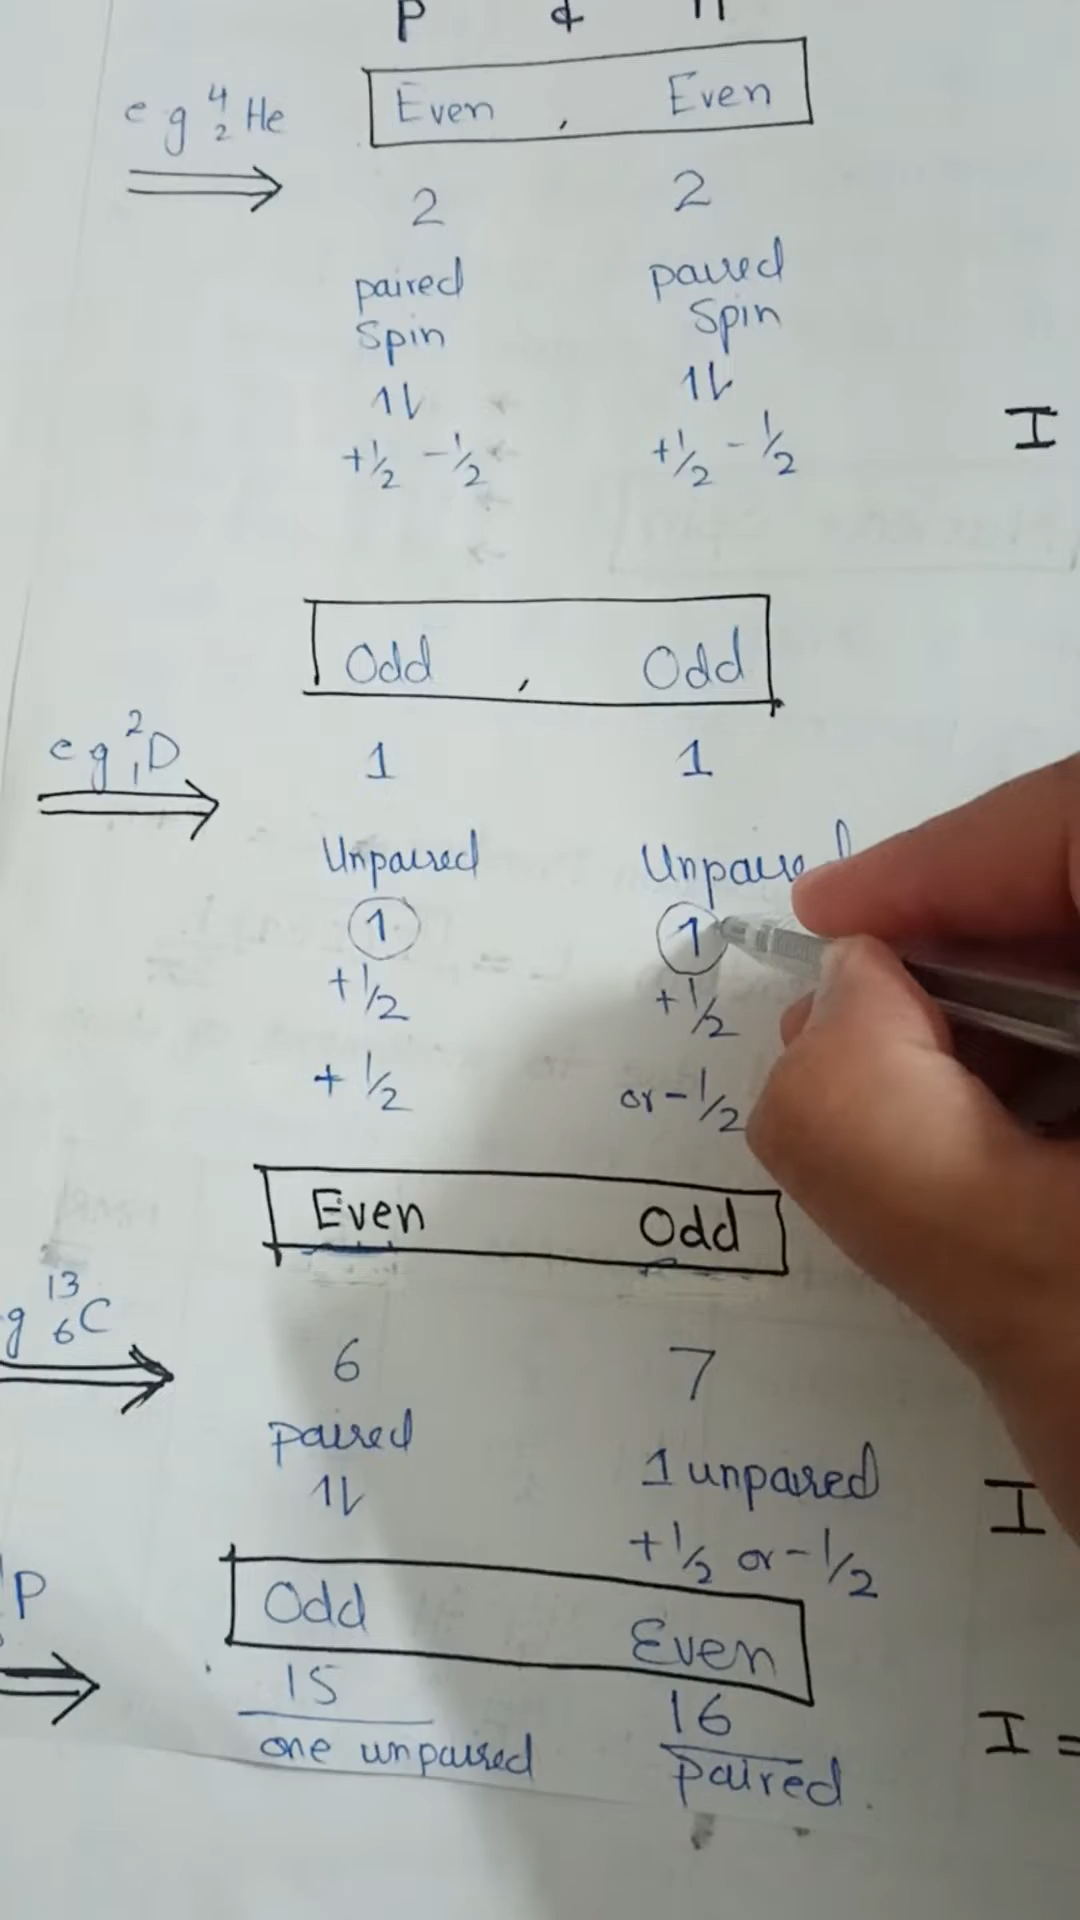 P & n
eg ⁴₂He
Even , Even
2 2
paired paired
Spin Spin
1l 1l
+1/2 -1/2 +1/2 - 1/2
I
Odd , Odd
eg ²₁D
1 1
Unpaired Unpaired
1 1
+1/2 +1/2
+ 1/2 or -1/2
Even Odd
g ¹³₆C
6 7
paired 1 unpaired
1l +1/2 or -1/2
I
P
Odd Even
15 16
one unpaired paired.
I =